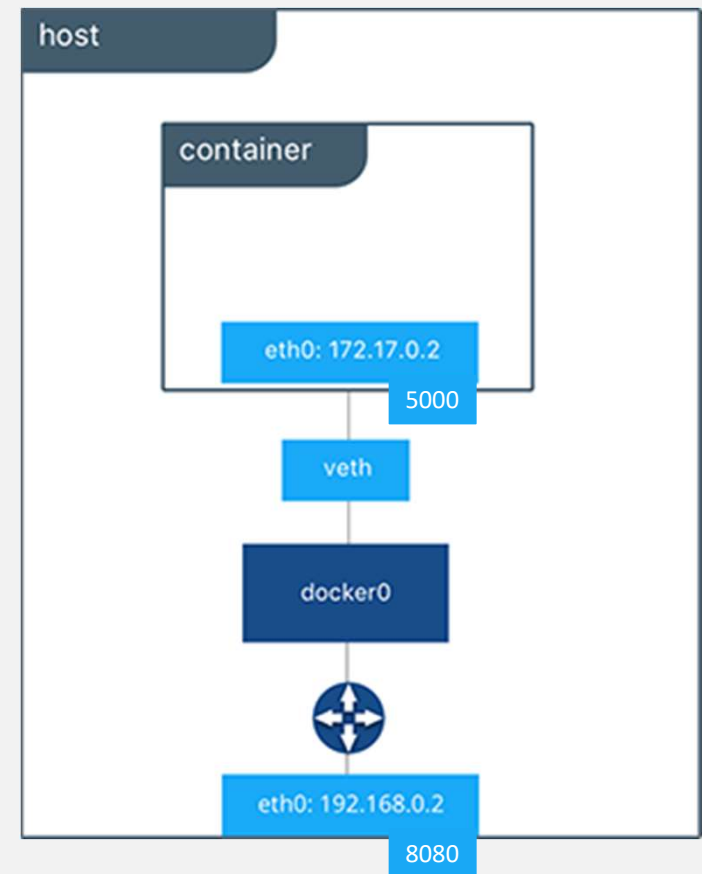 host
container
eth0: 172.17.0.2
5000
veth
docker0
eth0: 192.168.0.2
8080